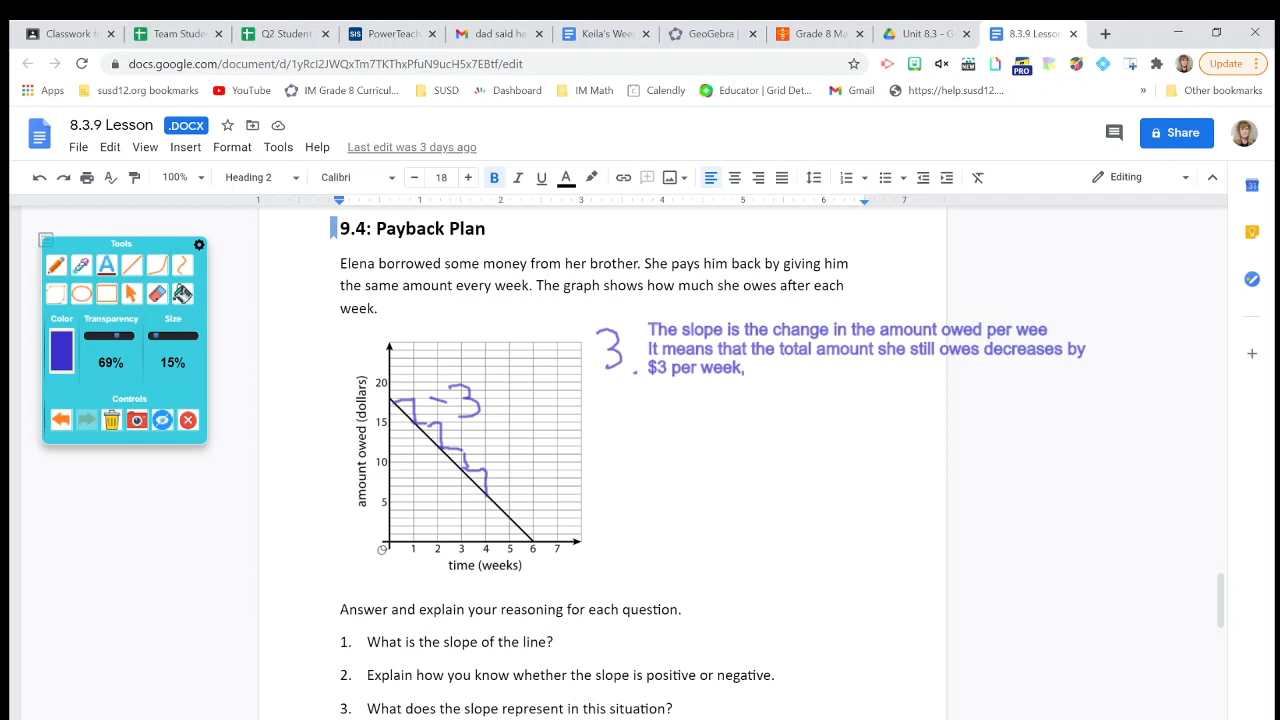 Classwork f
Team Stude
Q2 Student
PowerTeach
dad said he
Keila's Wee
GeoGebra
Grade 8 Ma
Unit 8.3 - G
8.3.9 Lesson
docs.google.com/document/d/1yRcl2JWQxTm7TKThxPfuN9ucH5x7EBtf/edit
NEW
PRO
Update
Apps
susd12.org bookmarks
YouTube
IM Grade 8 Curricul...
SUSD
Dashboard
IM Math
Calendly
Educator | Grid Det...
Gmail
https://help.susd12....
»
Other bookmarks
8.3.9 Lesson
.DOCX
Share
File Edit View Insert Format Tools Help
Last edit was 3 days ago
100%
Heading 2
Calibri
18
B I U A
Editing
1 1 2 3 4 5 6 7
Tools
Color
Transparency
Size
69%
15%
Controls
9.4: Payback Plan
Elena borrowed some money from her brother. She pays him back by giving him
the same amount every week. The graph shows how much she owes after each
week.
3.
The slope is the change in the amount owed per wee
It means that the total amount she still owes decreases by
$3 per week,
-3
amount owed (dollars)
20
15
10
5
O
1 2 3 4 5 6 7
time (weeks)
Answer and explain your reasoning for each question.
1. What is the slope of the line?
2. Explain how you know whether the slope is positive or negative.
3. What does the slope represent in this situation?